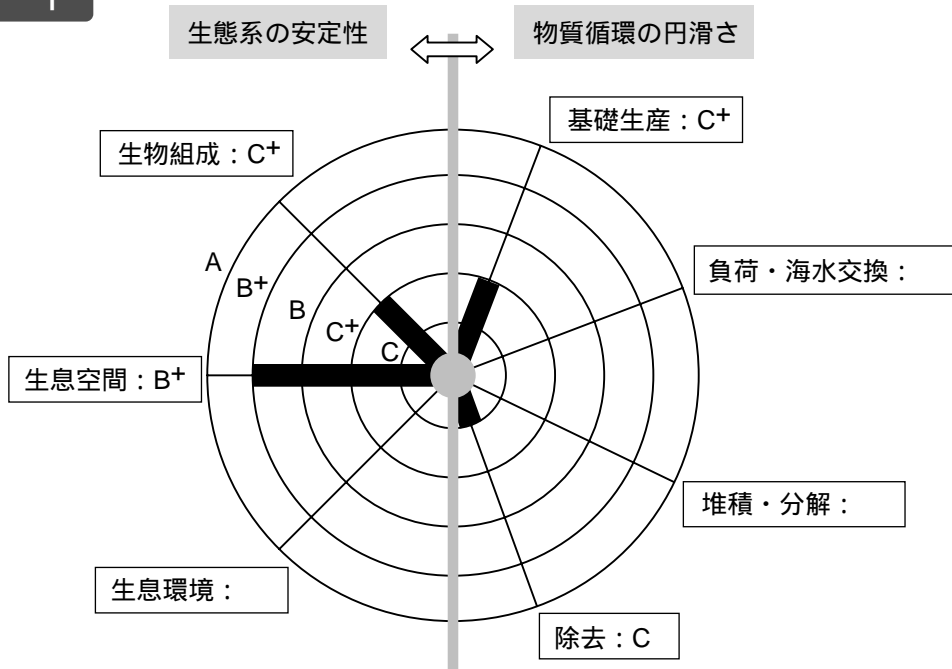 生態系の安定性
物質循環の円滑さ
基礎生産：C+
生物組成：C+
A
B+
B
C+
C
負荷・海水交換：
生息空間：B+
堆積・分解：
生息環境：
除去：C